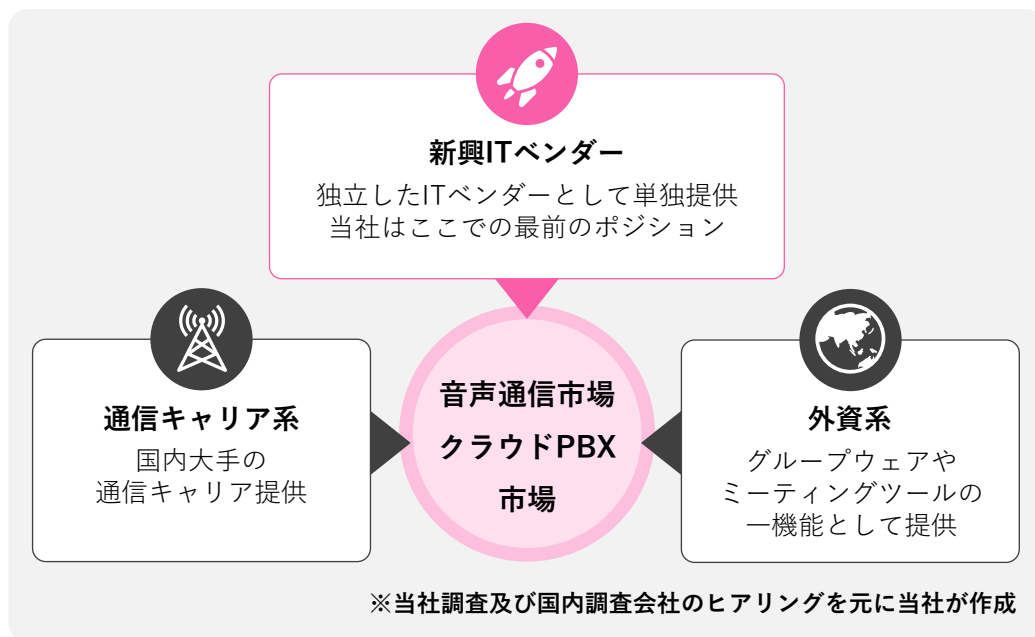 新興ITベンダー
独立したITベンダーとして単独提供
当社はここでの最前のポジション
通信キャリア系
国内大手の
通信キャリア提供
音声通信市場
クラウドPBX
市場
外資系
グループウェアや
ミーティングツールの
一機能として提供
※当社調査及び国内調査会社のヒアリングを元に当社が作成